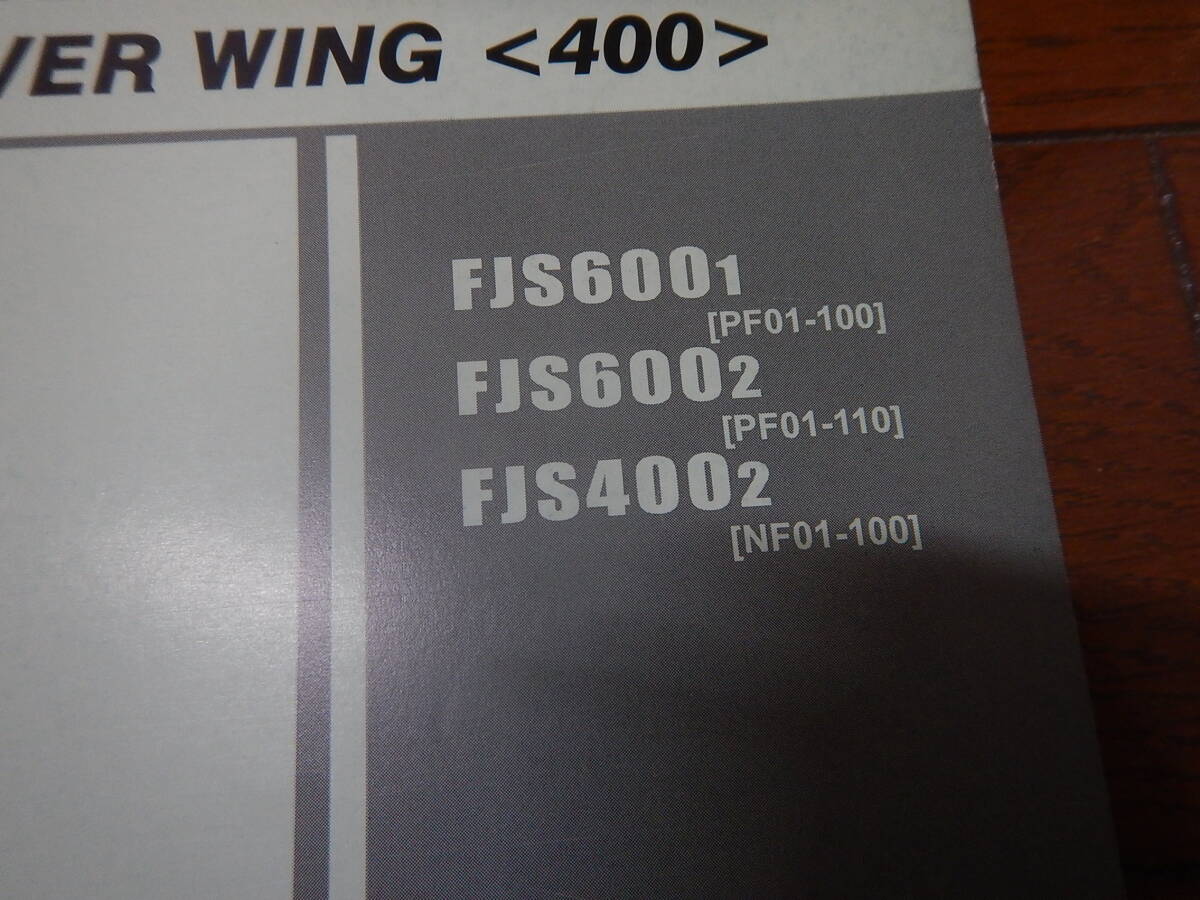 VER WING <400>
FJS6001
[PF01-100]
FJS6002
[PF01-110]
FJS4002
[NF01-100]